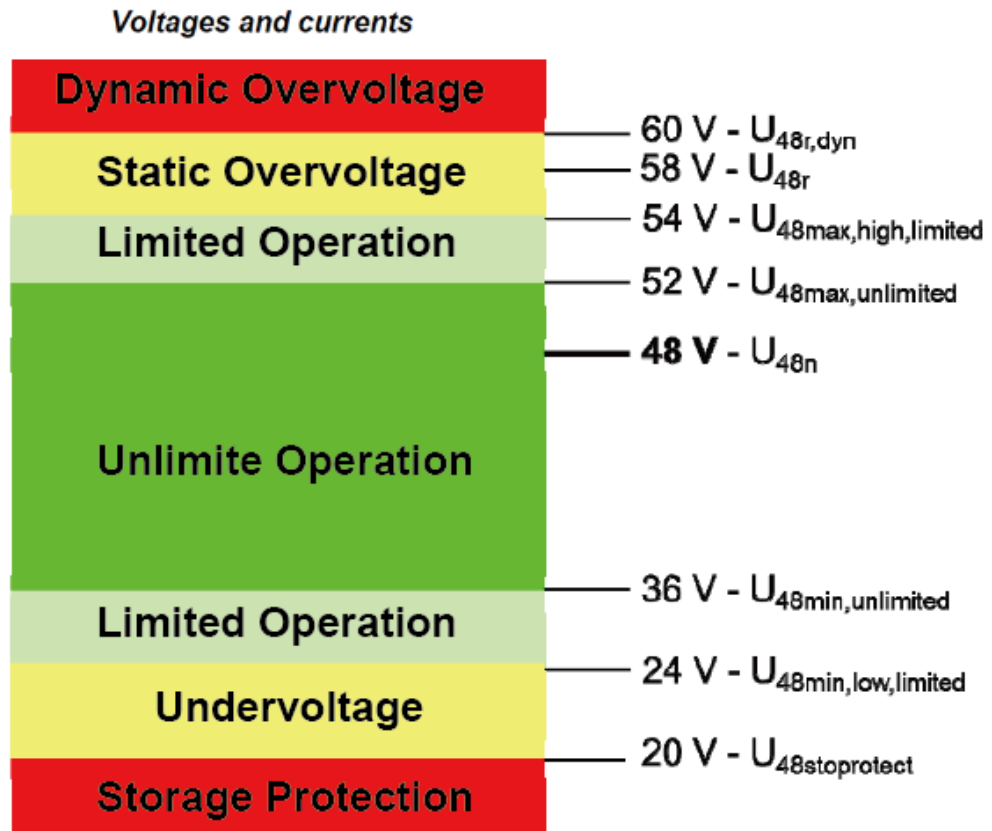 Voltages and currents
Dynamic Overvoltage
60 V - U48r,dyn
Static Overvoltage
58 V - U48r
54 V - U48max,high,limited
Limited Operation
52 V - U48max,unlimited
48 V - U48n
Unlimite Operation
36 V - U48min,unlimited
Limited Operation
24 V - U48min,low,limited
Undervoltage
20 V - U48stoprotect
Storage Protection